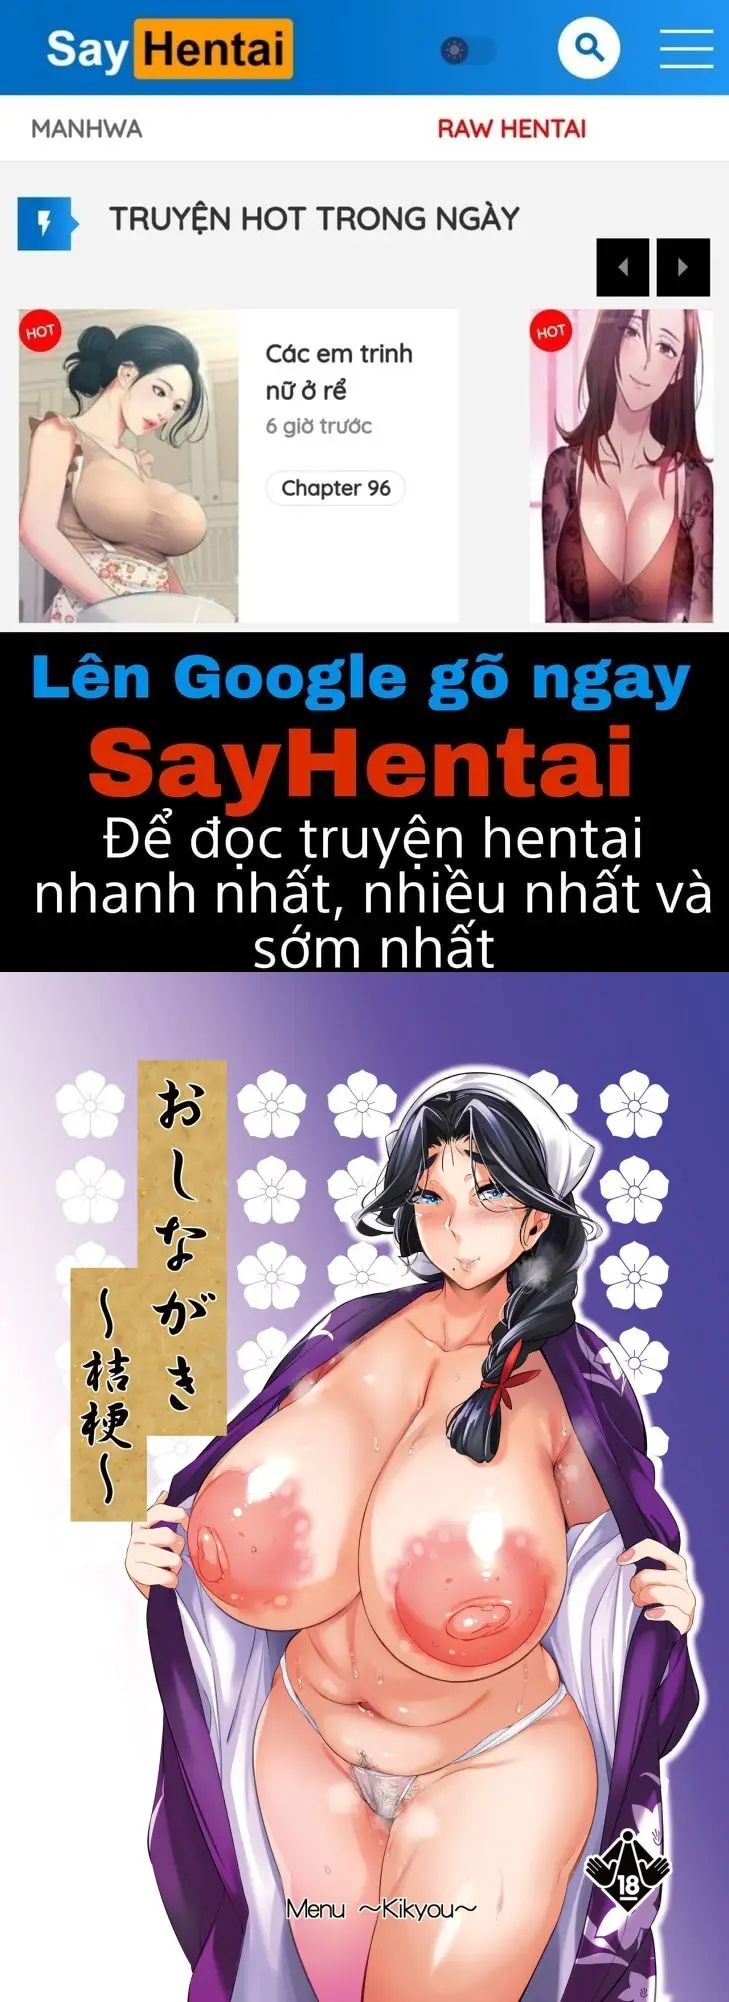 Say Hentai
MANHWA
RAW HENTAI
TRUYỆN HOT TRONG NGÀY
HOT
Các em trinh
nữ ở rể
6 giờ trước
Chapter 96
HOT
Lên Google gõ ngay
SayHentai
Để đọc truyện hentai
nhanh nhất, nhiều nhất và
sớm nhất
おしながき
～桔梗～
18
Menu ～Kikyou～